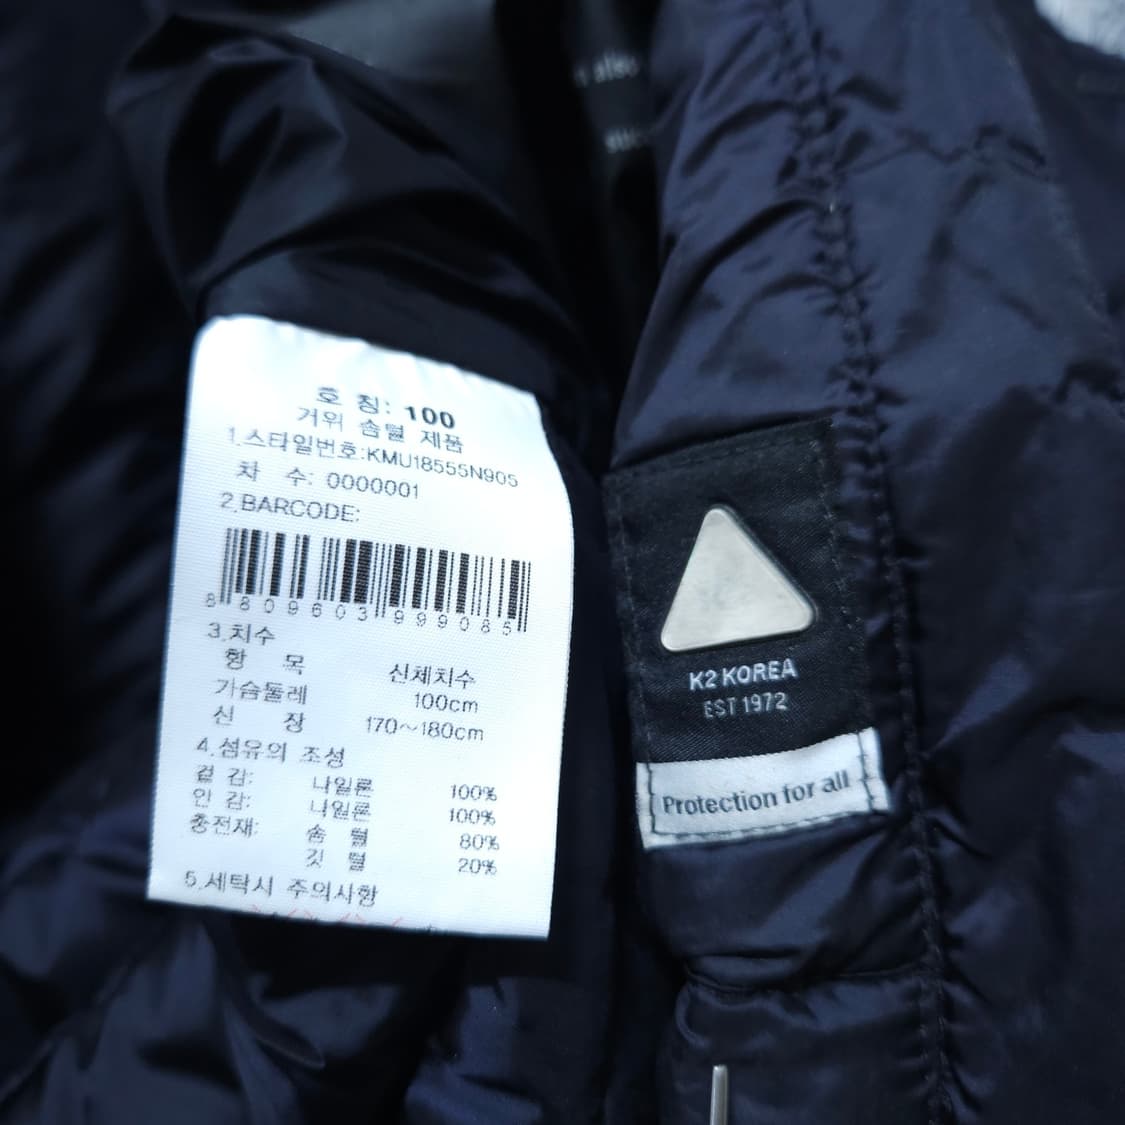 호 칭: 100
거위 솜털 제품
1.스타일번호:KMU18555N905
차 수: 0000001
2.BARCODE:
8 809603 999085
3.치수
항 목 신체치수
가슴둘레 100cm
신 장 170~180cm
4.섬유의 조성
겉 감: 나일론 100%
안 감: 나일론 100%
충전재: 솜 털 80%
깃 털 20%
5.세탁시 주의사항
K2 KOREA
EST 1972
Protection for all